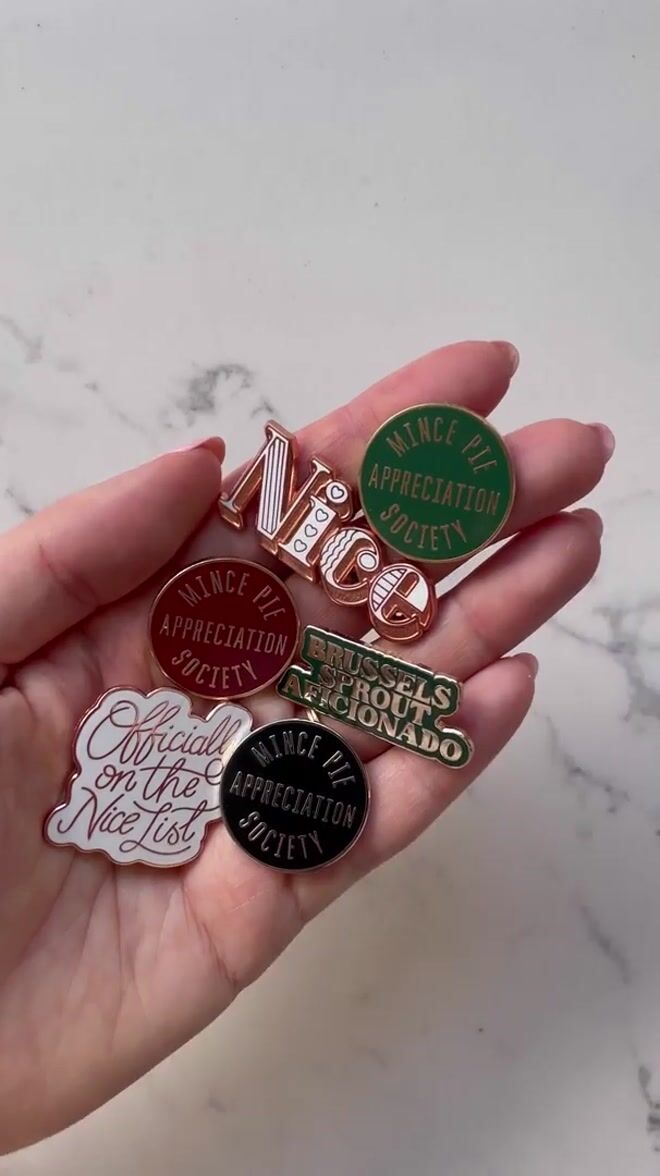 MINCE PIE
APPRECIATION
SOCIETY
Nice
MINCE PIE
APPRECIATION
SOCIETY
BRUSSELS
SPROUT
AFICIONADO
Officially
on the
Nice List
MINCE PIE
APPRECIATION
SOCIETY